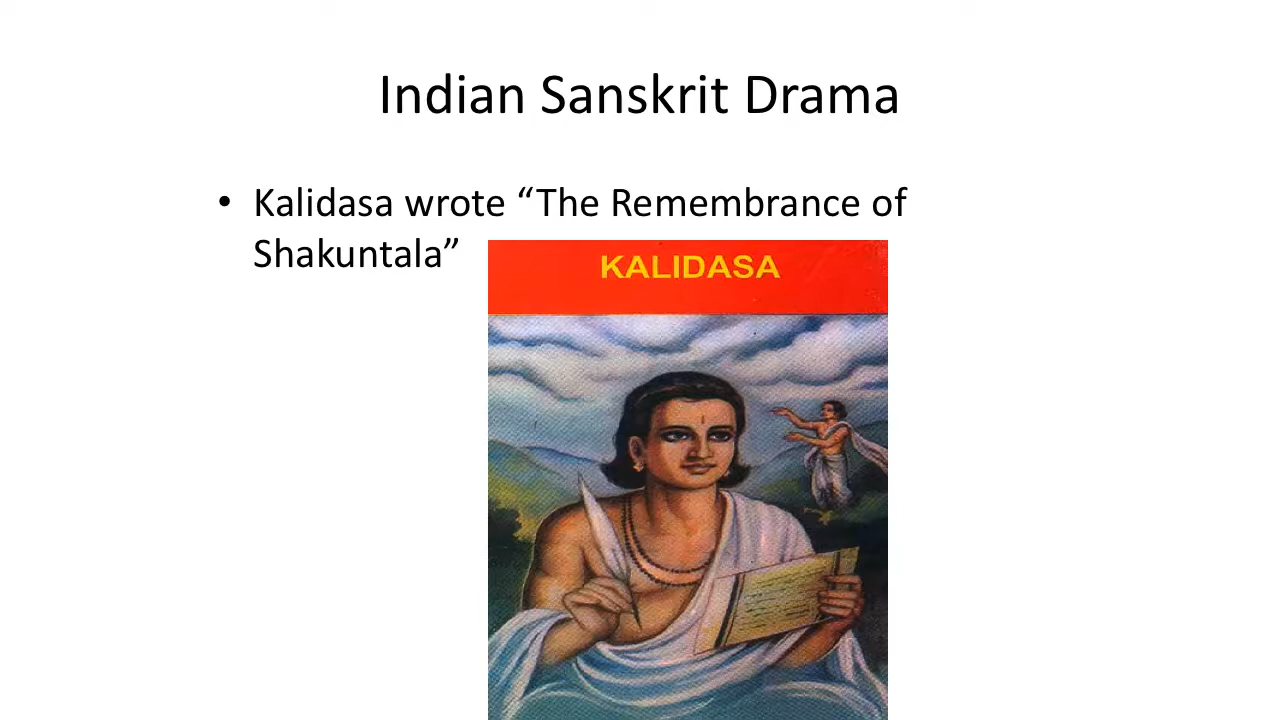 Indian Sanskrit Drama
• Kalidasa wrote “The Remembrance of
Shakuntala”
KALIDASA